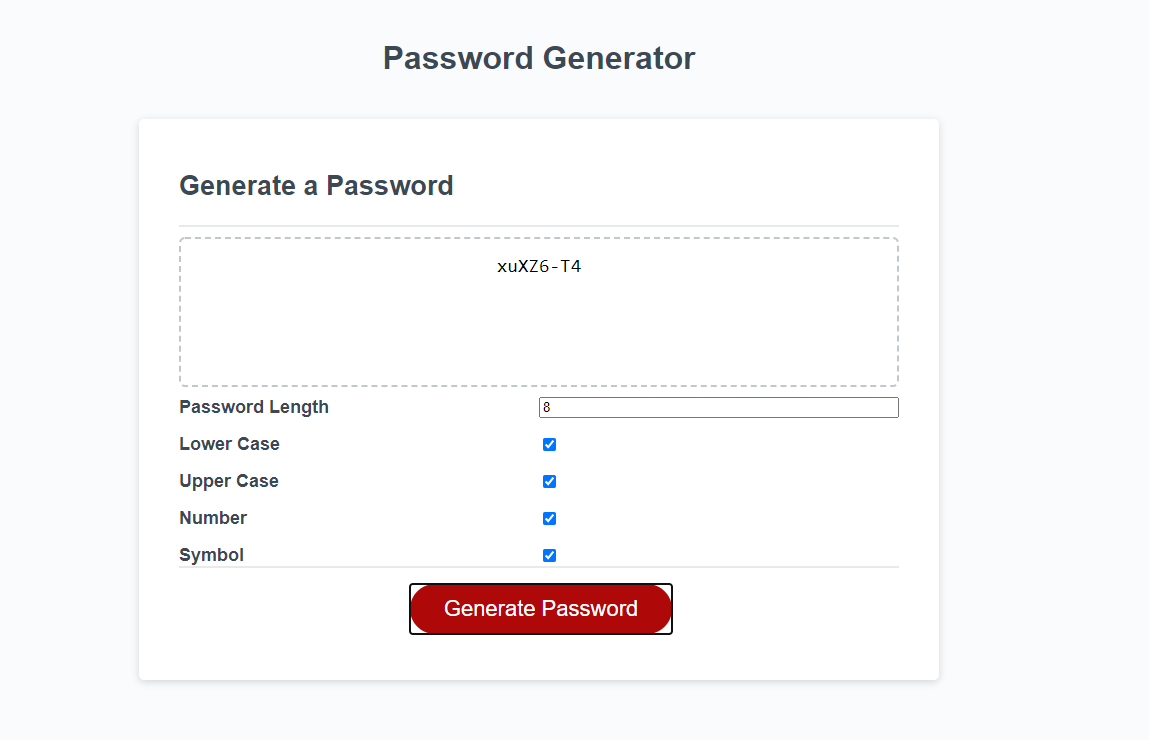 Password Generator
Generate a Password
xuXZ6-T4
Password Length 8
Lower Case
Upper Case
Number
Symbol
Generate Password